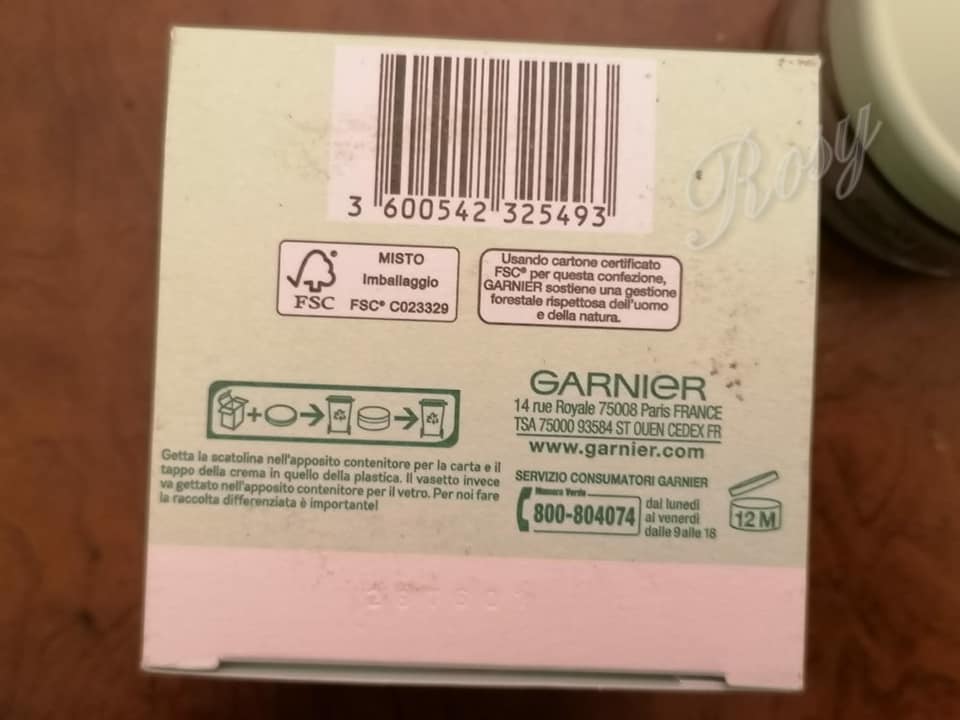 Rosy
3 600542 325493
FSC
MISTO
Imballaggio
FSC® C023329
Usando cartone certificato
FSC® per questa confezione,
GARNIER sostiene una gestione
forestale rispettosa dell'uomo
e della natura.
GARNIER
14 rue Royale 75008 Paris FRANCE
TSA 75000 93584 ST OUEN CEDEX FR
www.garnier.com
Getta la scatolina nell'apposito contenitore per la carta e il
tappo della crema in quello della plastica. Il vasetto invece
va gettato nell'apposito contenitore per il vetro. Per noi fare
la raccolta differenziata è importante!
SERVIZIO CONSUMATORI GARNIER
Numero Verde
800-804074
dal lunedì
al venerdì
dalle 9 alle 18
12 M